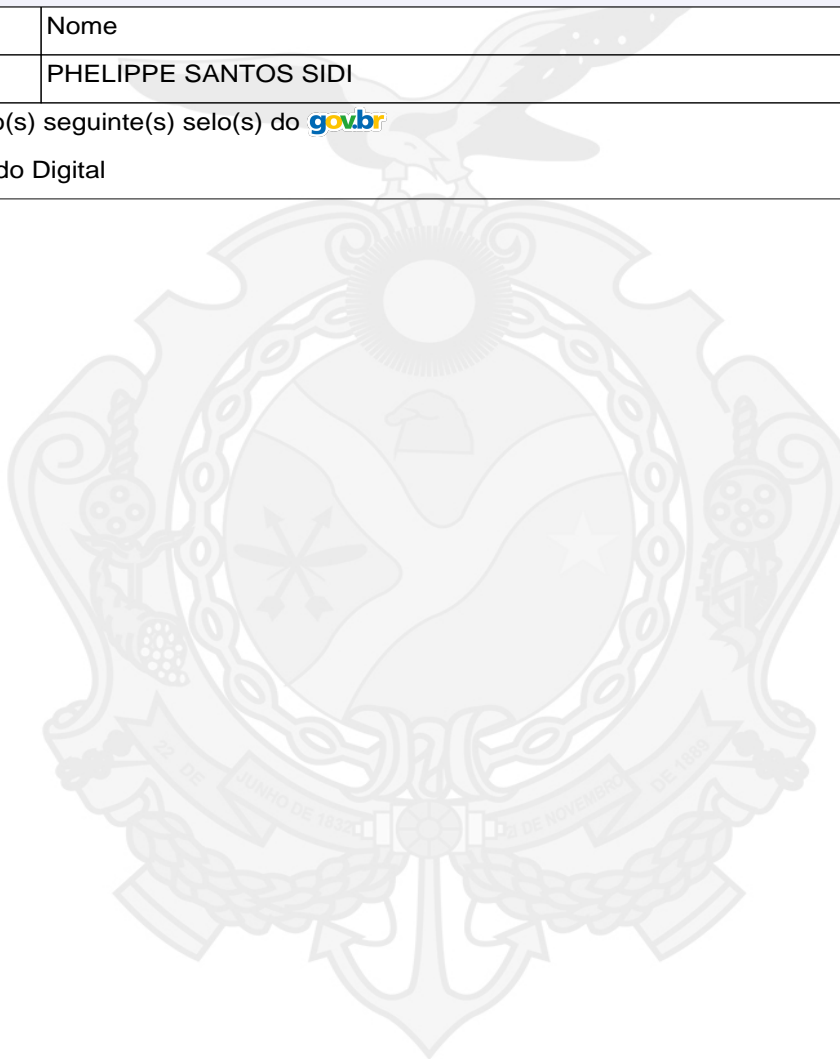 Nome
PHELIPPE SANTOS SIDI
o(s) seguinte(s) selo(s) do gov.br
do Digital
22 DE JUNHO DE 1832 DE NOVEMBRO DE 1889